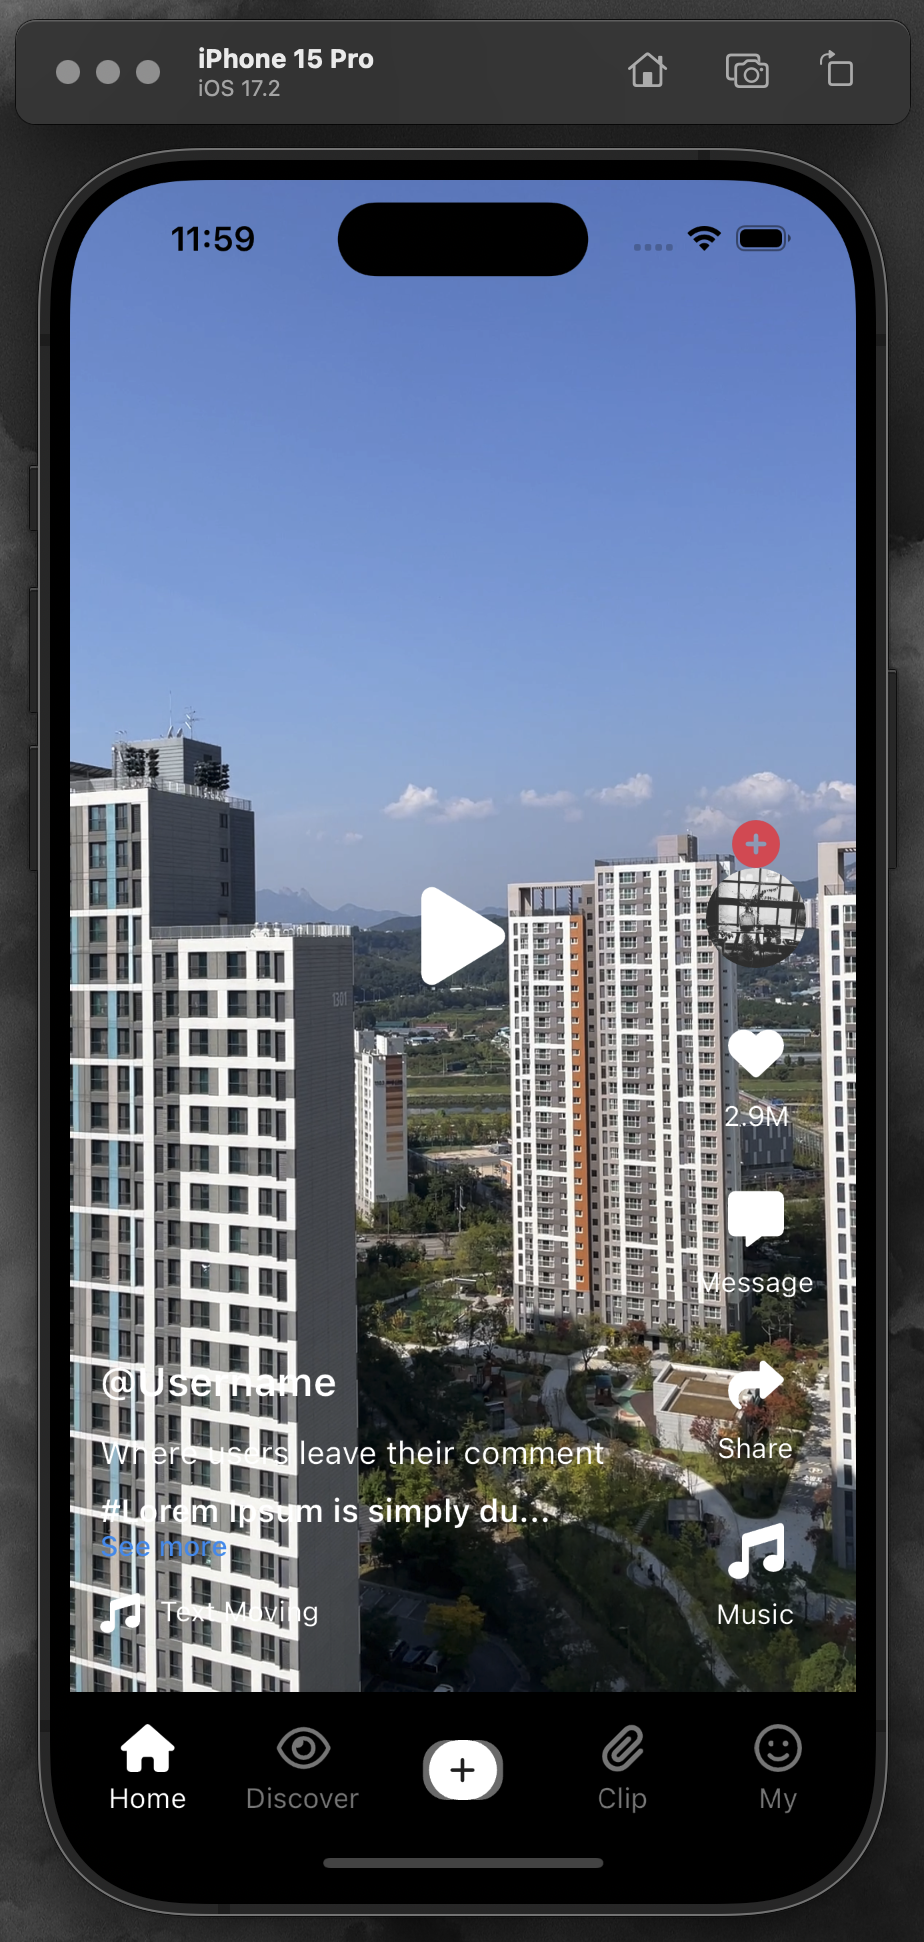 iPhone 15 Pro
iOS 17.2
11:59
1301
2.9M
Message
@Username
Where users leave their comment
#Lorem Ipsum is simply du...
See more
Text Moving
Share
Music
Home
Discover
Clip
My